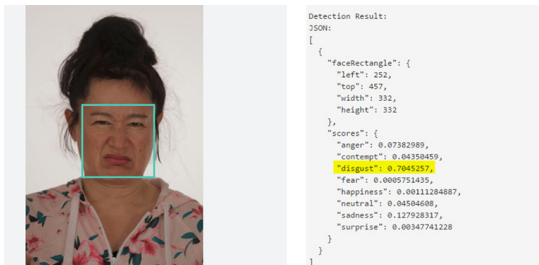 Detection Result:
JSON:
[
{
"faceRectangle": {
"left": 252,
"top": 457,
"width": 332,
"height": 332
},
"scores": {
"anger": 0.07382989,
"contempt": 0.04350459,
"disgust": 0.7045257,
"fear": 0.0005751435,
"happiness": 0.00111284887,
"neutral": 0.04504608,
"sadness": 0.127928317,
"surprise": 0.00347741228
}
}
]